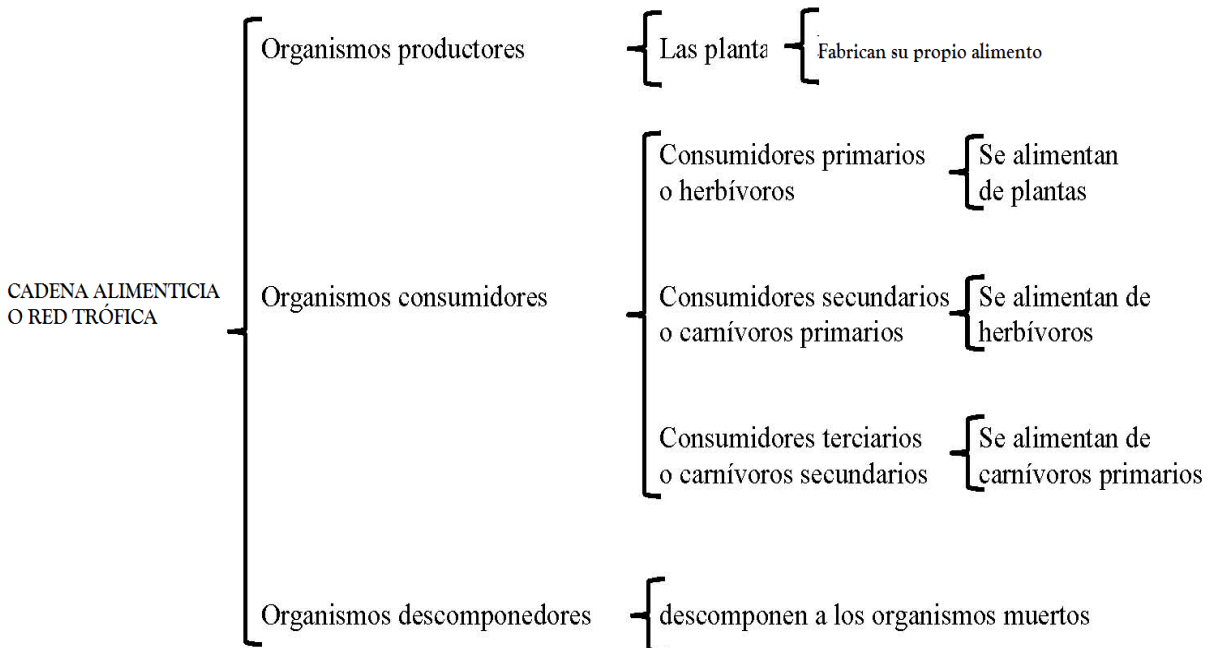 Organismos productores
Las planta
Fabrican su propio alimento
Consumidores primarios
o herbívoros
Se alimentan
de plantas
CADENA ALIMENTICIA
O RED TRÓFICA
Organismos consumidores
Consumidores secundarios
o carnívoros primarios
Se alimentan de
herbívoros
Consumidores terciarios
o carnívoros secundarios
Se alimentan de
carnívoros primarios
Organismos descomponedores
descomponen a los organismos muertos